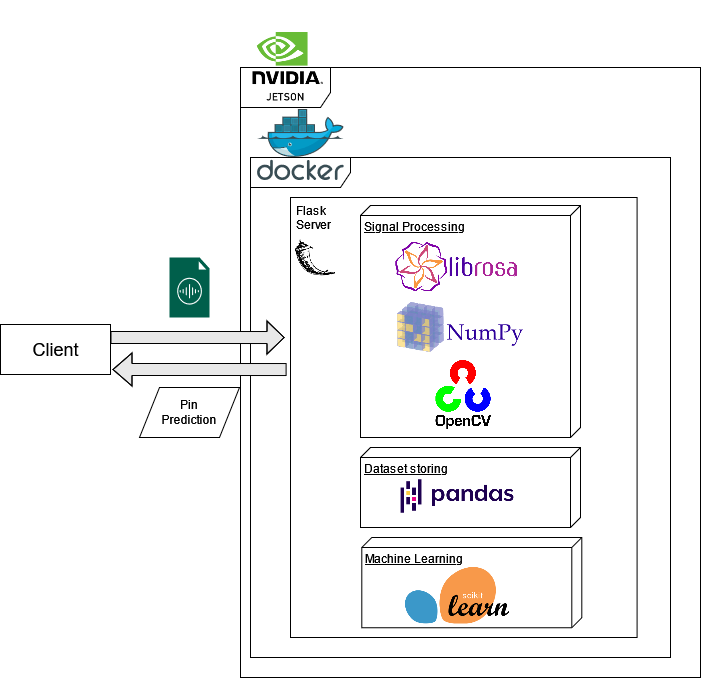 NVIDIA.
JETSON
docker
Flask
Server
Signal Processing
librosa
NumPy
OpenCV
Client
Pin
Prediction
Dataset storing
pandas
Machine Learning
scikit
learn